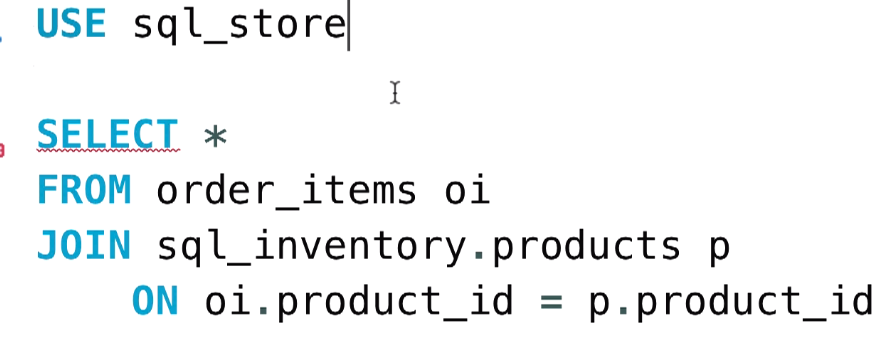 USE sql_store
SELECT *
FROM order_items oi
JOIN sql_inventory.products p
ON oi.product_id = p.product_id